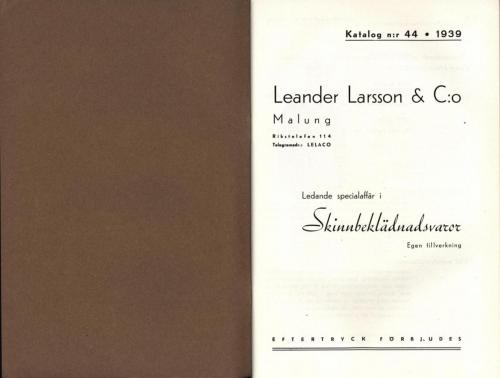 Katalog n:r 44 • 1939
Leander Larsson & C:o
Malung
Rikstelefon 114
Telegramadr.: LELACO
Ledande specialaffär i
Skinnbeklädnadsvaror
Egen tillverkning
EFTERTRYCK FÖRBJUDES